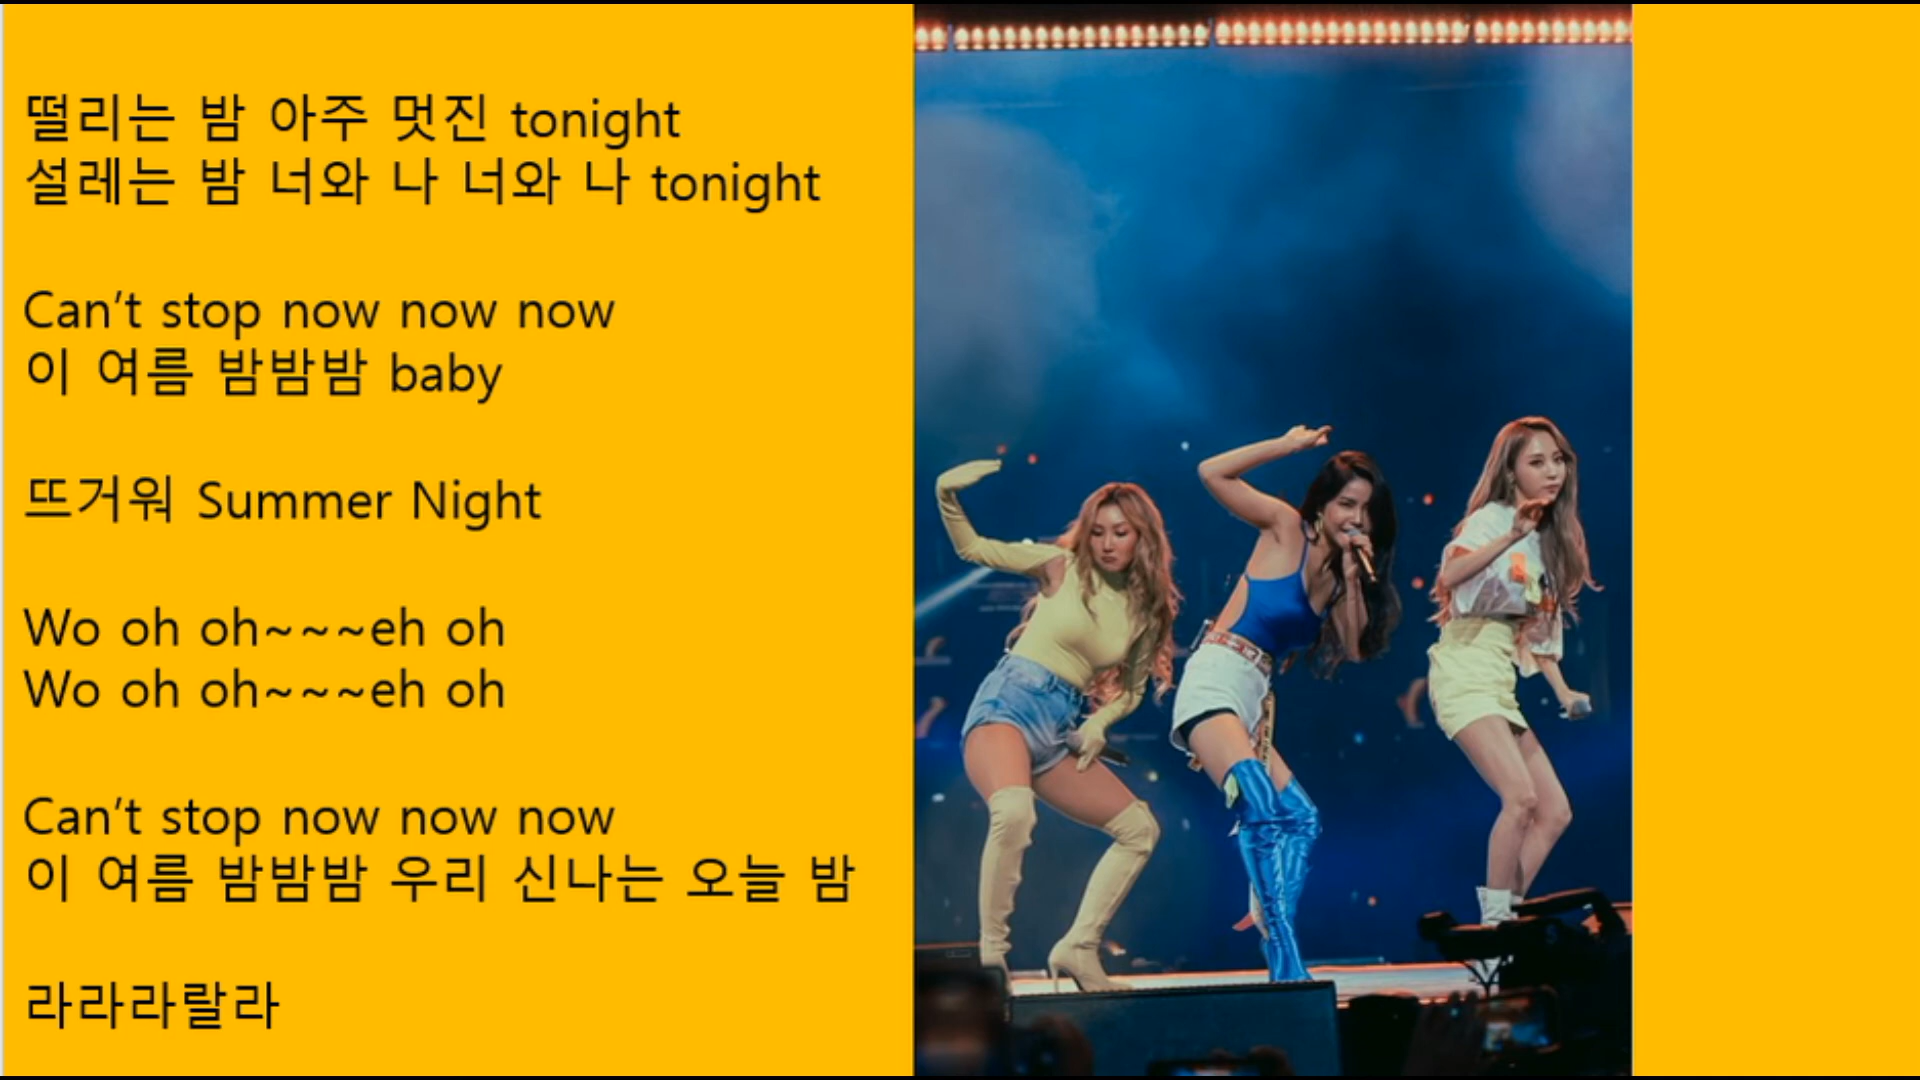 떨리는 밤 아주 멋진 tonight
설레는 밤 너와 나 너와 나 tonight
Can't stop now now now
이 여름 밤밤밤 baby
뜨거워 Summer Night
Wo oh oh~~~eh oh
Wo oh oh~~~eh oh
Can't stop now now now
이 여름 밤밤밤 우리 신나는 오늘 밤
라라라랄라